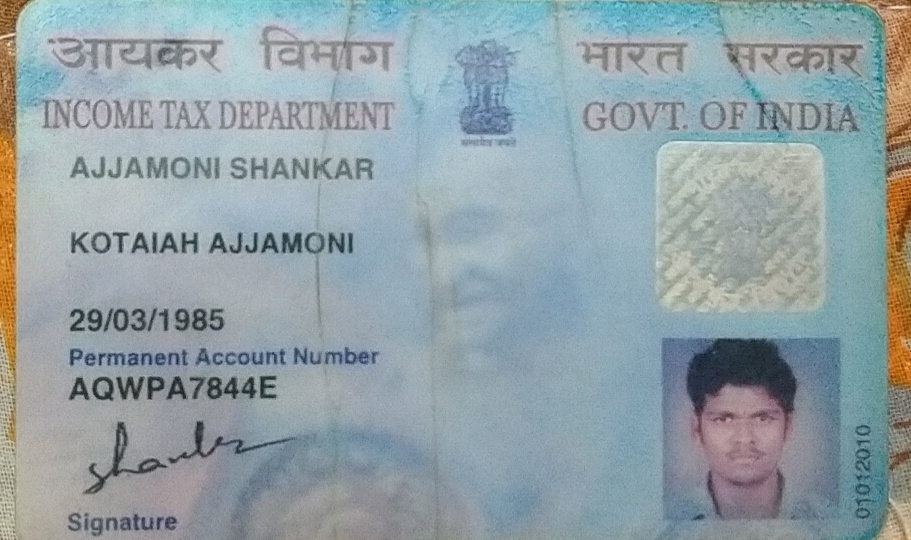 आयकर विभाग
INCOME TAX DEPARTMENT
भारत सरकार
GOVT. OF INDIA
सत्यमेव जयते
AJJAMONI SHANKAR
KOTAIAH AJJAMONI
29/03/1985
Permanent Account Number
AQWPA7844E
Shankar
Signature
01012010